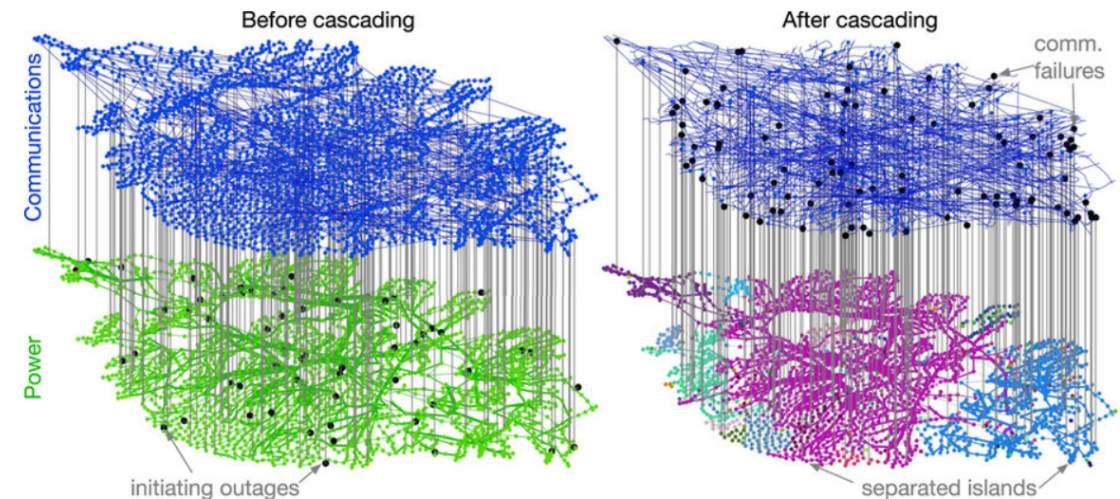 Before cascading
After cascading
Communications
comm.
failures
Power
initiating outages
separated islands